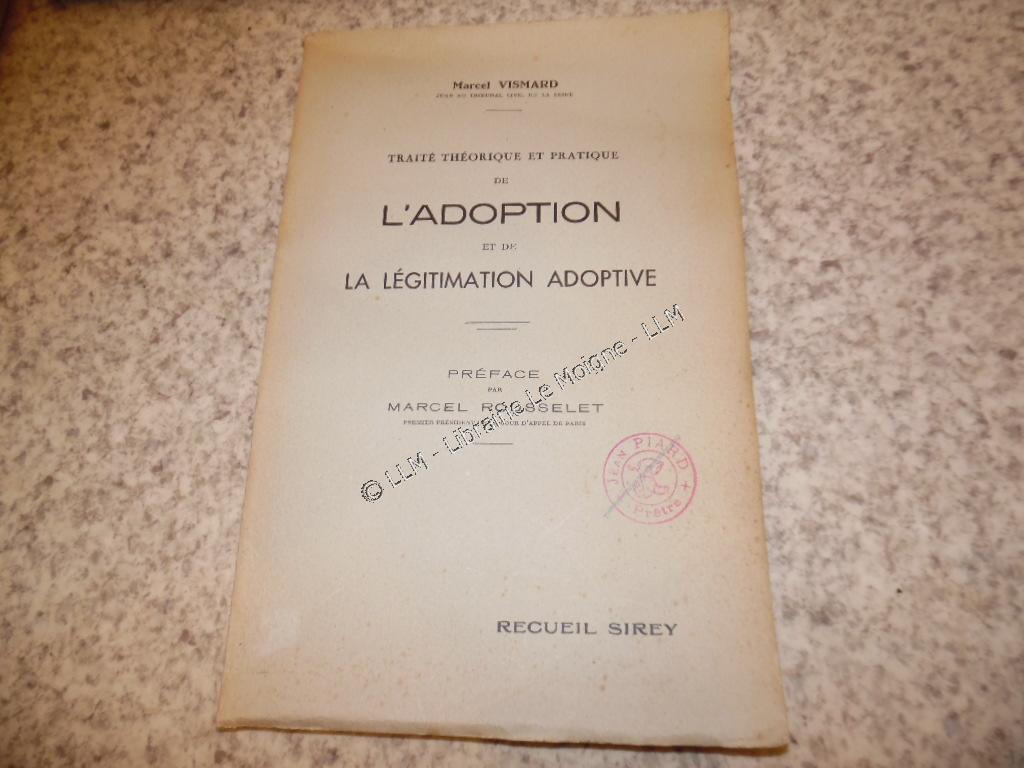 Marcel VISMARD
JUGE AU TRIBUNAL CIVIL DE LA SEINE
TRAITÉ THÉORIQUE ET PRATIQUE
DE
L'ADOPTION
ET DE
LA LÉGITIMATION ADOPTIVE
PRÉFACE
PAR
MARCEL ROUSSELET
PREMIER PRÉSIDENT COUR D'APPEL DE PARIS
© LLM - Librairie Le Moigne - LLM
JEAN PIARD
Prêtre
RECUEIL SIREY